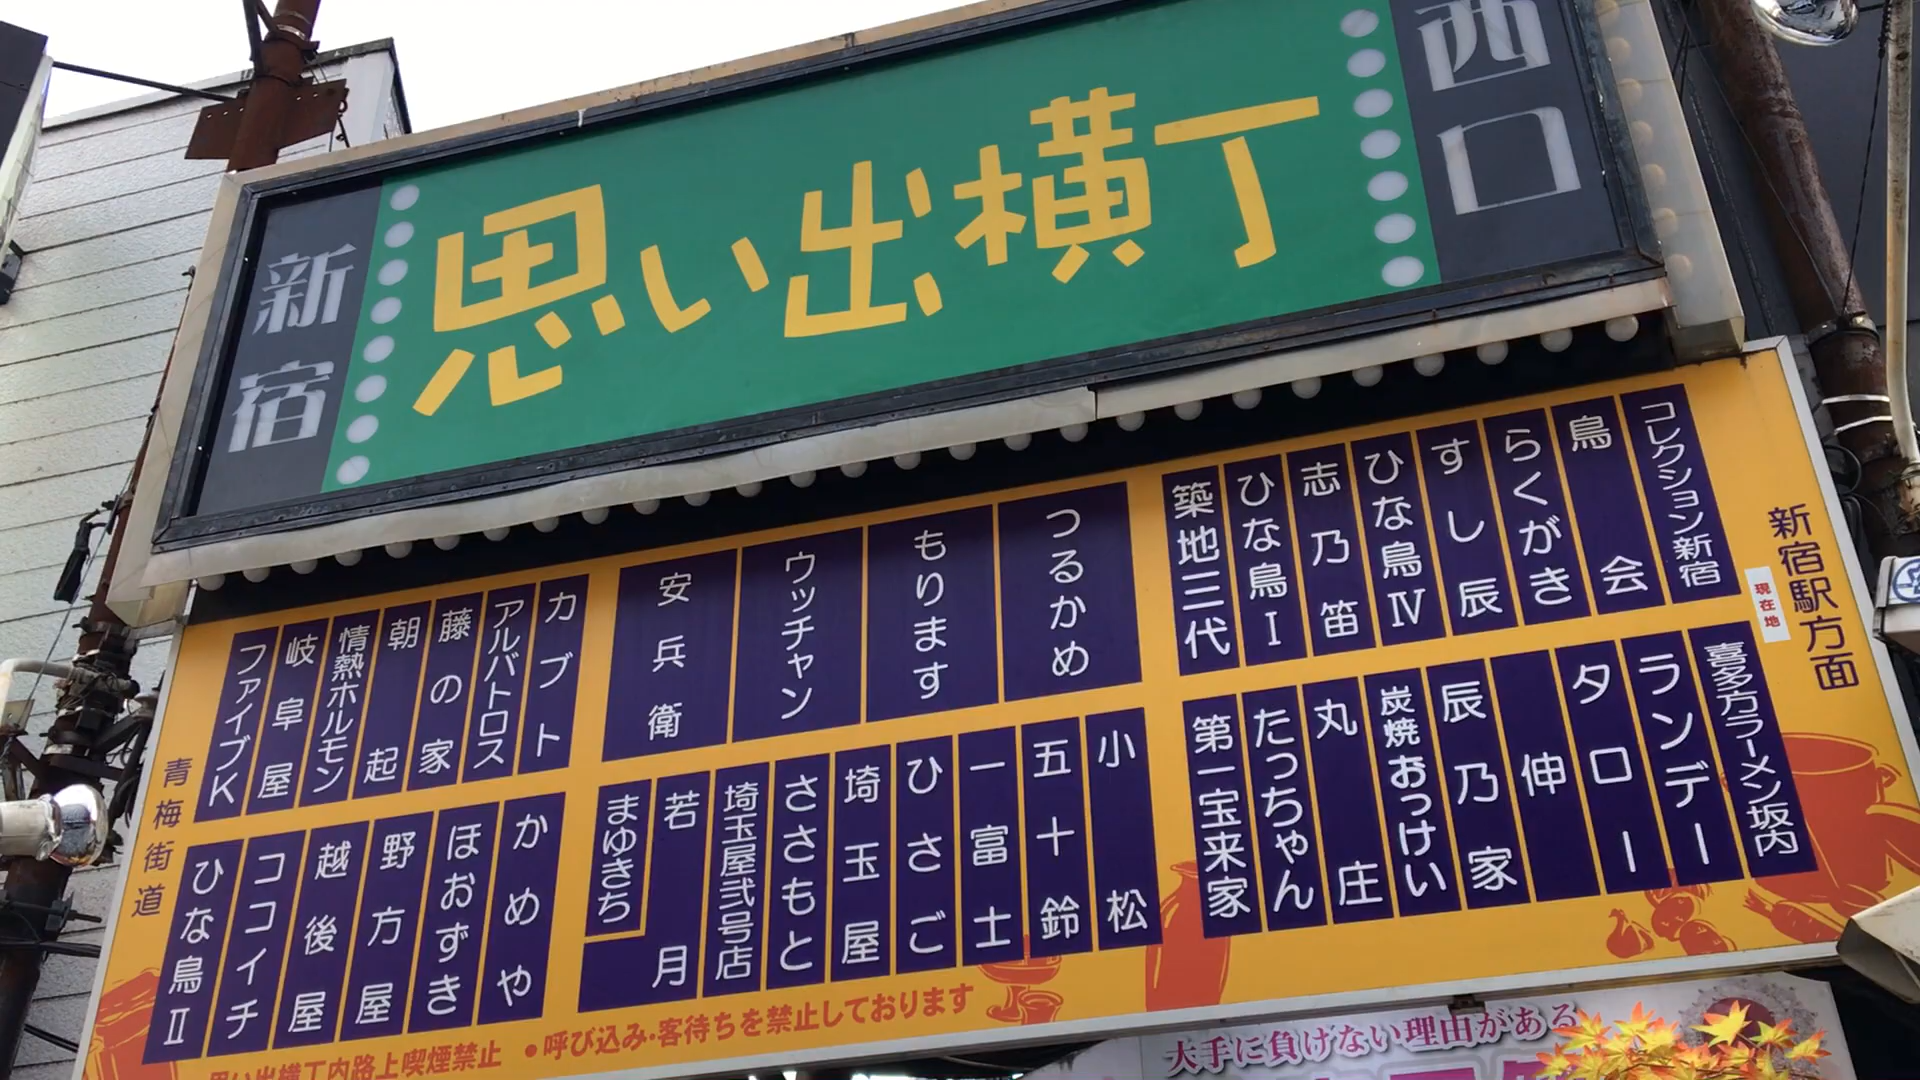 新宿
思い出横丁
西口
新宿駅方面
現在地
青梅街道
コレクション新宿
鳥会
らくがき
すし辰
ひな鳥Ⅳ
志乃笛
ひな鳥Ⅰ
築地三代
つるかめ
もります
ウッチャン
安兵衛
カブト
アルバトロス
藤の家
朝起
情熱ホルモン
岐阜屋
ファイブK
喜多方ラーメン坂内
ランデー
タロー
伸
辰乃家
炭焼おっけい
丸庄
たっちゃん
第一宝来家
小松
五十鈴
一富士
ひさご
埼玉屋
ささもと
埼玉屋弐号店
若月
まゆきち
かめや
ほおずき
野方屋
越後屋
ココイチ
ひな鳥Ⅱ
思い出横丁内路上喫煙禁止
●呼び込み・客待ちを禁止しております
大手に負けない理由がある